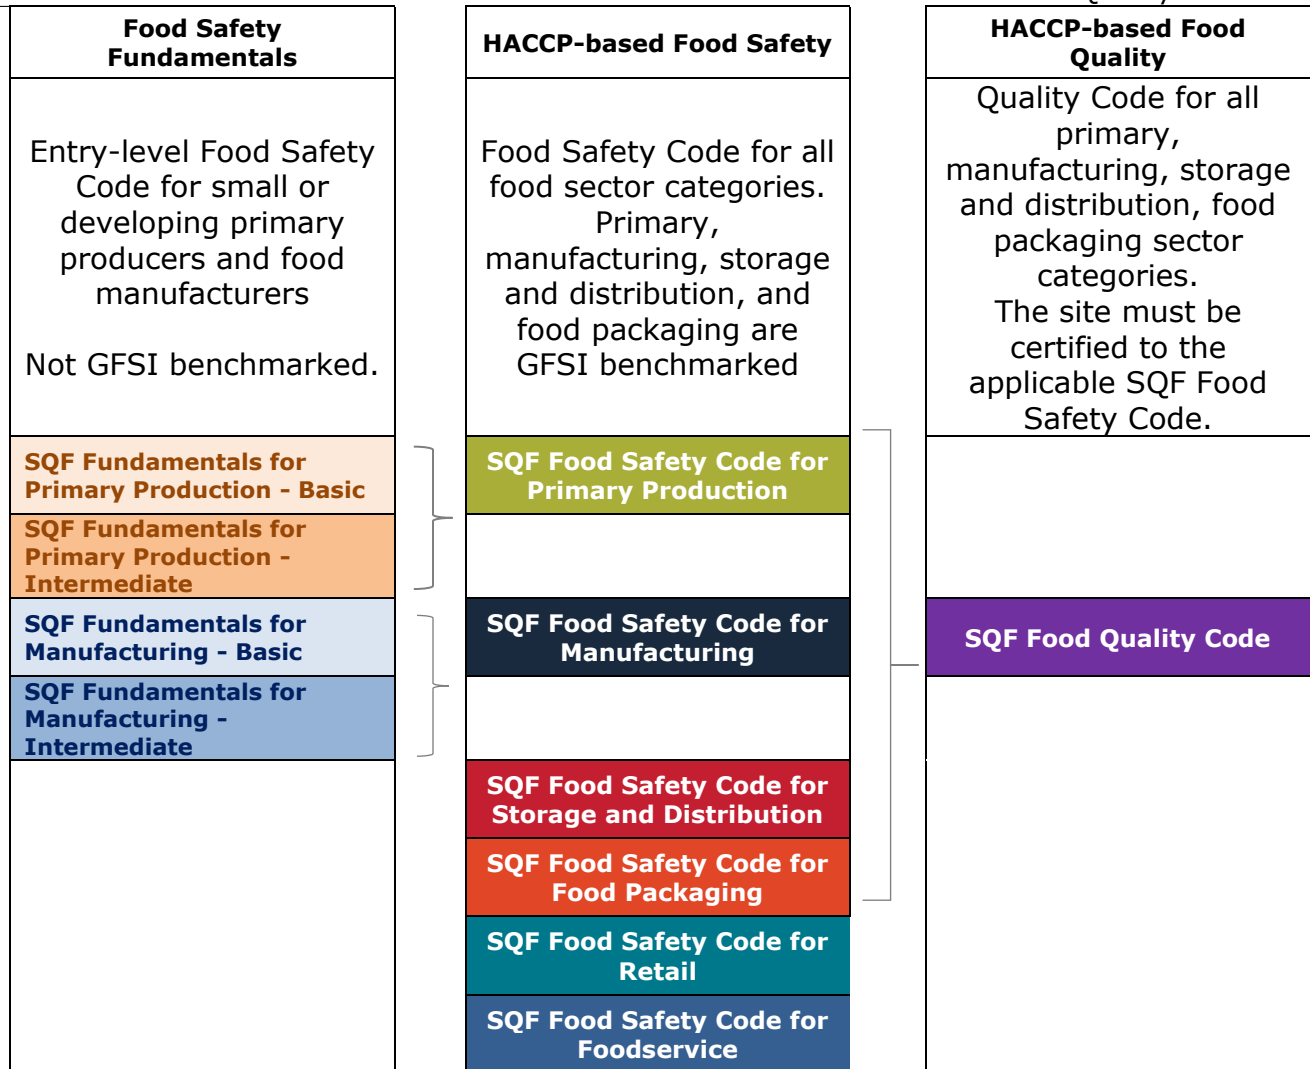 Food Safety
Fundamentals
Entry-level Food Safety
Code for small or
developing primary
producers and food
manufacturers
Not GFSI benchmarked.
SQF Fundamentals for
Primary Production - Basic
SQF Fundamentals for
Primary Production -
Intermediate
SQF Fundamentals for
Manufacturing - Basic
SQF Fundamentals for
Manufacturing -
Intermediate
HACCP-based Food Safety
Food Safety Code for all
food sector categories.
Primary,
manufacturing, storage
and distribution, and
food packaging are
GFSI benchmarked
SQF Food Safety Code for
Primary Production
SQF Food Safety Code for
Manufacturing
SQF Food Safety Code for
Storage and Distribution
SQF Food Safety Code for
Food Packaging
SQF Food Safety Code for
Retail
SQF Food Safety Code for
Foodservice
HACCP-based Food
Quality
Quality Code for all
primary,
manufacturing, storage
and distribution, food
packaging sector
categories.
The site must be
certified to the
applicable SQF Food
Safety Code.
SQF Food Quality Code